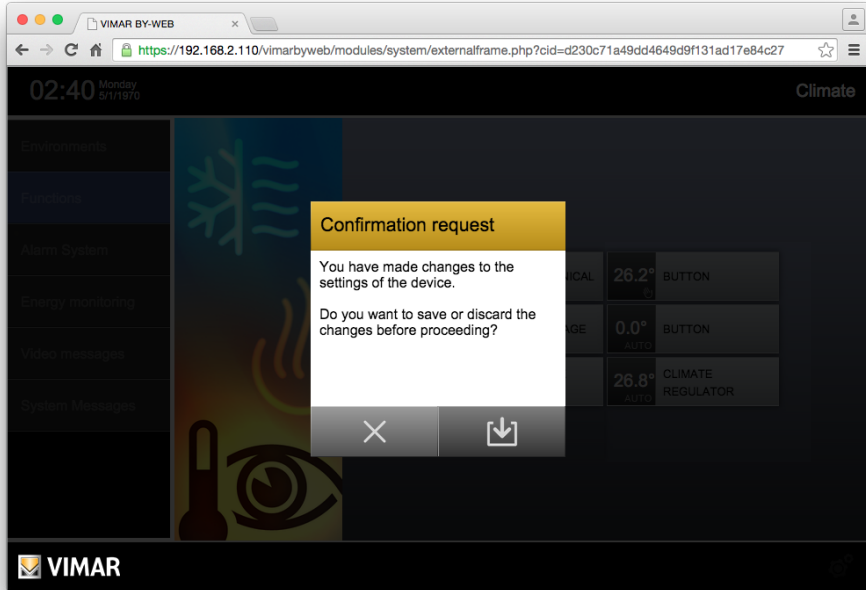 VIMAR BY-WEB
https://192.168.2.110/vimarbyweb/modules/system/externalframe.php?cid=d230c71a49dd4649d9f131ad17e84c27
02:40 Monday
5/1/1970
Climate
Environments
Functions
Alarm System
Energy monitoring
Video messages
System Messages
Confirmation request
You have made changes to the
settings of the device.
Do you want to save or discard the
changes before proceeding?
26.2° BUTTON
0.0° BUTTON
AUTO
26.8° CLIMATE
REGULATOR
AUTO
VIMAR